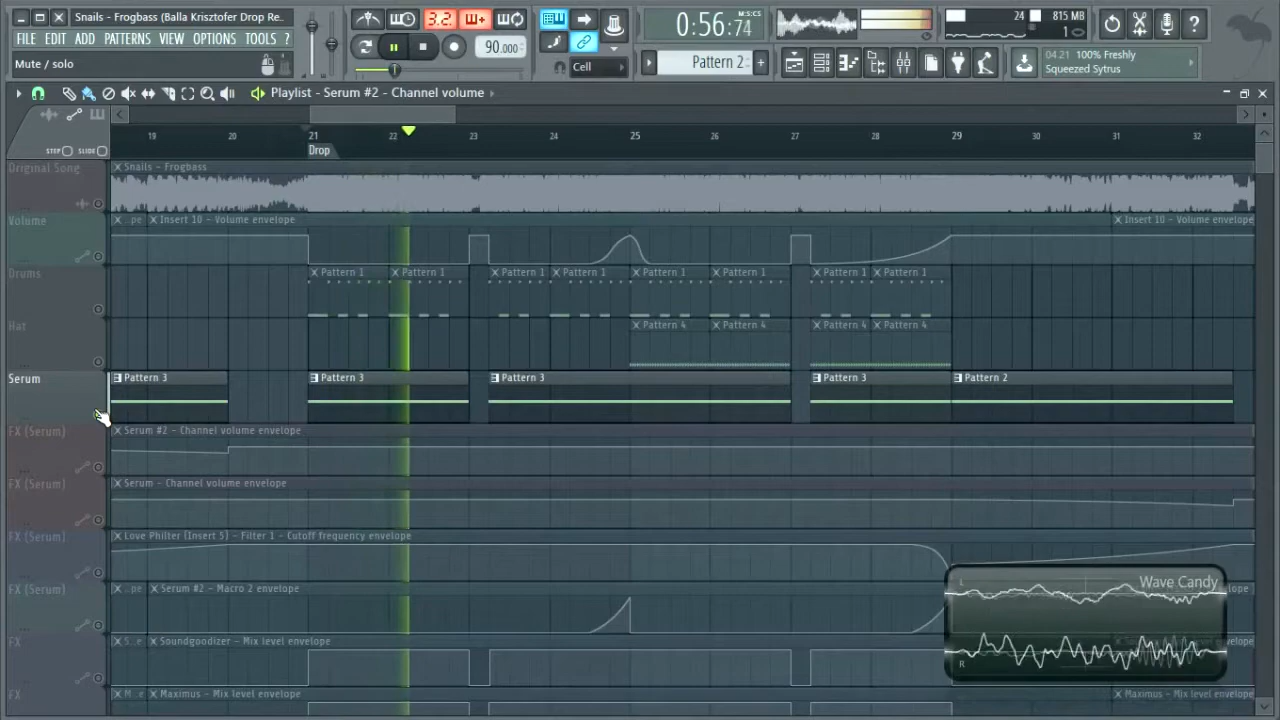 Snails - Frogbass (Balla Krisztofer Drop Re...
FILE EDIT ADD PATTERNS VIEW OPTIONS TOOLS ?
Mute / solo
3.2
90.000
Cell
0:56:74
M:S:CS
Pattern 2
24
815 MB
1
04.21 100% Freshly
Squeezed Sytrus
Playlist - Serum #2 - Channel volume
STEP SLIDE
19 20 21 22 23 24 25 26 27 28 29 30 31 32
Drop
Original Song
Snails - Frogbass
Volume
...pe
Insert 10 - Volume envelope
Insert 10 - Volume envelope
Drums
Pattern 1 Pattern 1 Pattern 1 Pattern 1 Pattern 1 Pattern 1 Pattern 1 Pattern 1
Hat
Pattern 4 Pattern 4 Pattern 4 Pattern 4
Serum
Pattern 3 Pattern 3 Pattern 3 Pattern 3 Pattern 2
FX (Serum)
Serum #2 - Channel volume envelope
FX (Serum)
Serum - Channel volume envelope
FX (Serum)
Love Philter (Insert 5) - Filter 1 - Cutoff frequency envelope
FX (Serum)
...pe
Serum #2 - Macro 2 envelope
lope
Wave Candy
L
R
FX
S...e
Soundgoodizer - Mix level envelope
FX
M...e
Maximus - Mix level envelope
Maximus - Mix level envelope